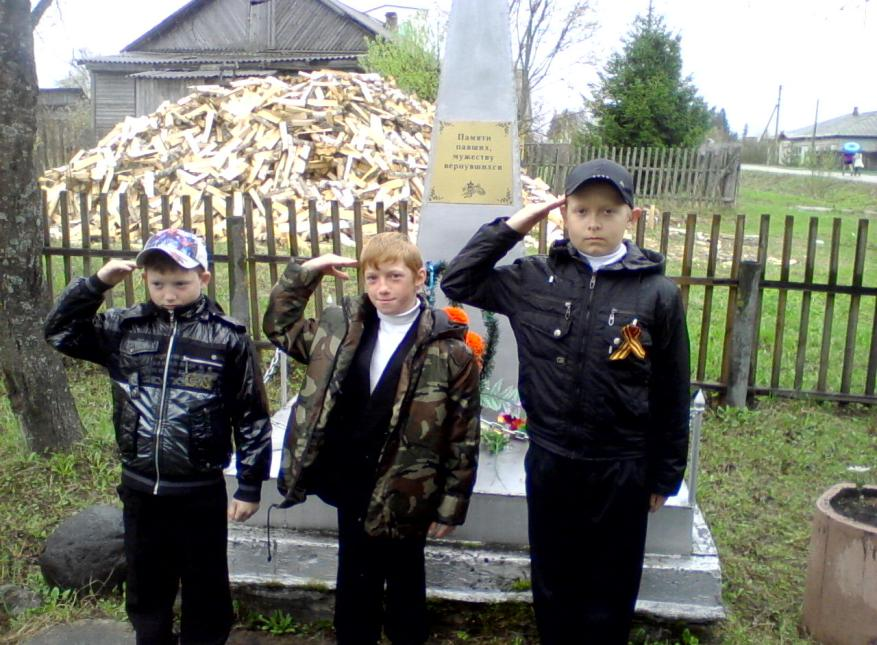 Памяти
павших,
мужеству
вернувшихся